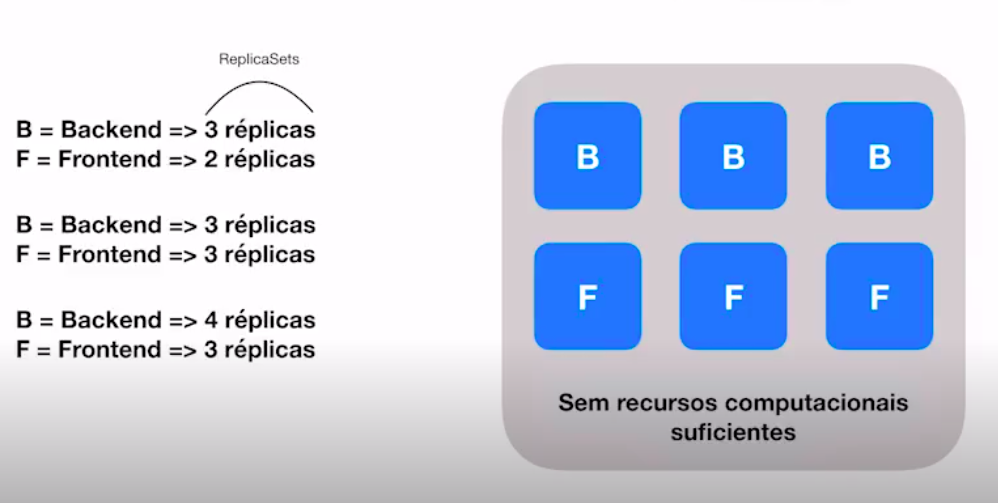 ReplicaSets
B = Backend => 3 réplicas
F = Frontend => 2 réplicas
B = Backend => 3 réplicas
F = Frontend => 3 réplicas
B = Backend => 4 réplicas
F = Frontend => 3 réplicas
B B B
F F F
Sem recursos computacionais
suficientes